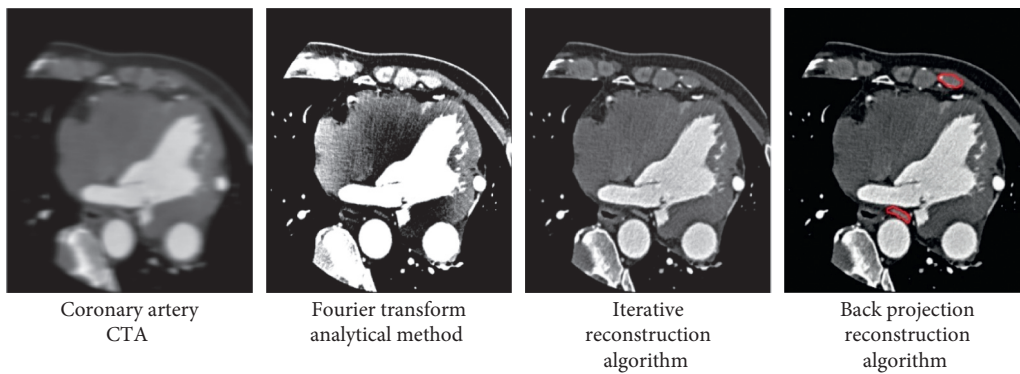 Coronary artery
CTA
Fourier transform
analytical method
Iterative
reconstruction
algorithm
Back projection
reconstruction
algorithm